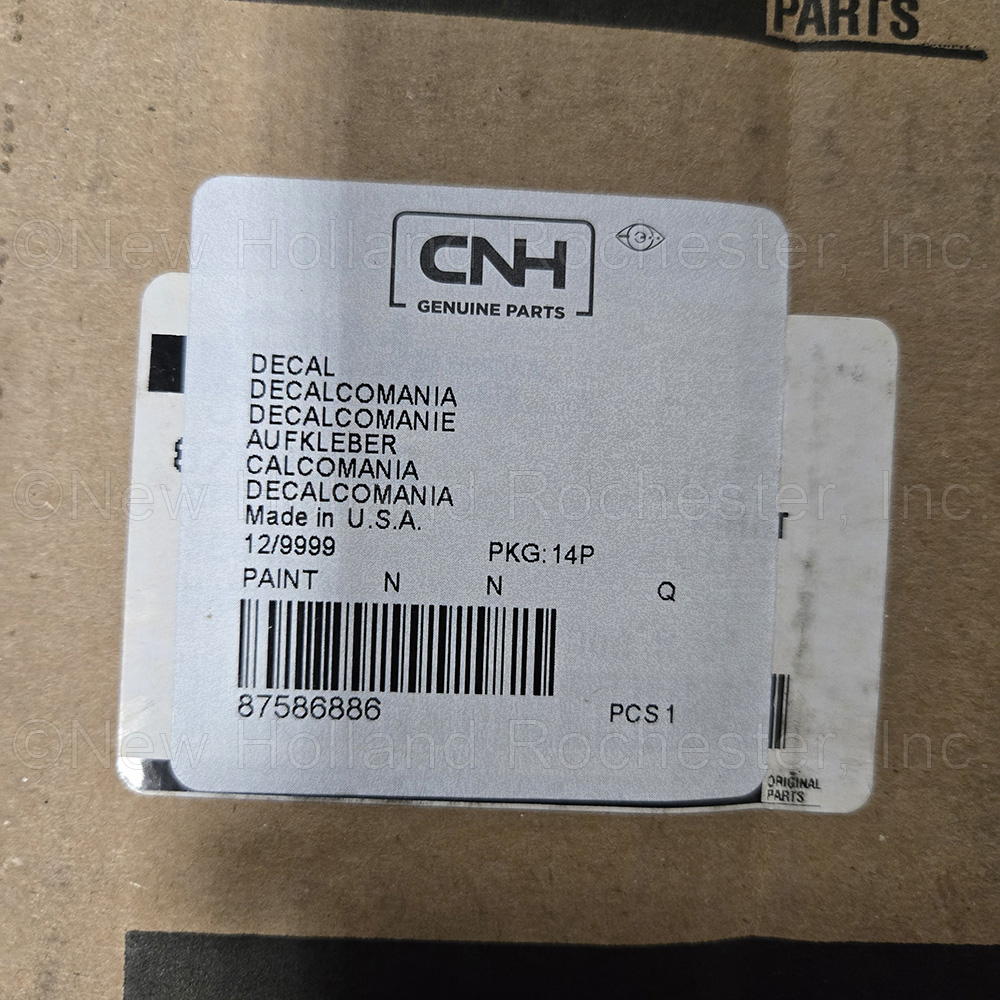 PARTS
©New Holland Rochester, Inc
CNH
GENUINE PARTS
DECAL
DECALCOMANIA
DECALCOMANIE
AUFKLEBER
CALCOMANIA
DECALCOMANIA
©New Holland Rochester, Inc
Made in U.S.A.
12/9999 PKG:14P
PAINT N N Q
87586886 PCS 1
©New Holland Rochester, Inc
ORIGINAL
PARTS